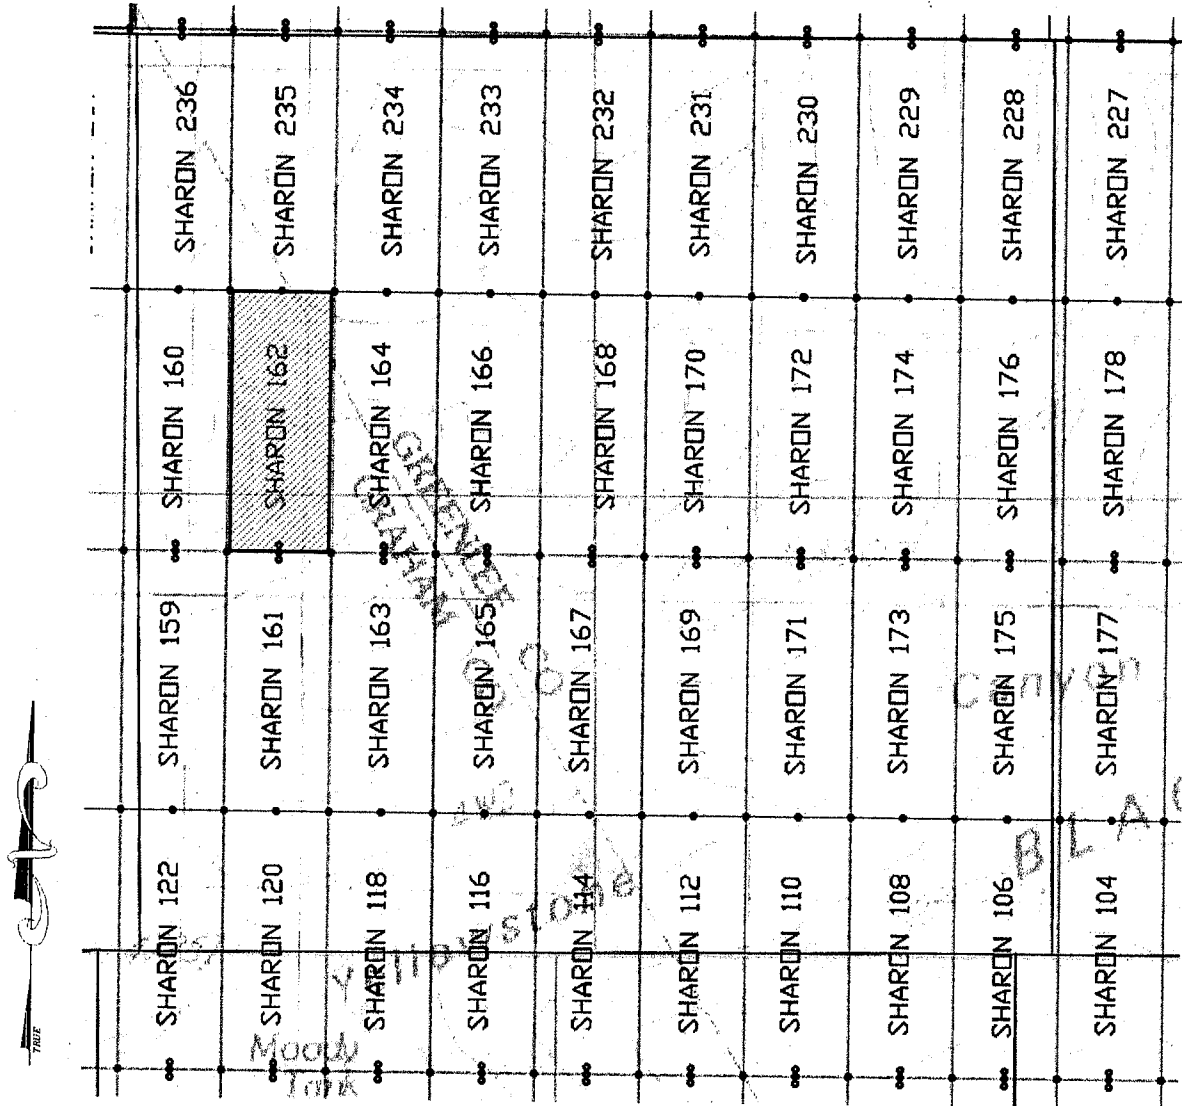 SHARON 236
SHARON 235
SHARON 234
SHARON 233
SHARON 232
SHARON 231
SHARON 230
SHARON 229
SHARON 228
SHARON 227
SHARON 160
SHARON 162
SHARON 164
SHARON 166
SHARON 168
SHARON 170
SHARON 172
SHARON 174
SHARON 176
SHARON 178
GREENLEE
GRAHAM
SHARON 159
SHARON 161
SHARON 163
SHARON 165
SHARON 167
SHARON 169
SHARON 171
SHARON 173
SHARON 175
SHARON 177
Canyon
SHARON 122
SHARON 120
SHARON 118
SHARON 116
SHARON 114
SHARON 112
SHARON 110
SHARON 108
SHARON 106
SHARON 104
BLAC
Yellowstone
Moody
Tank
TRUE